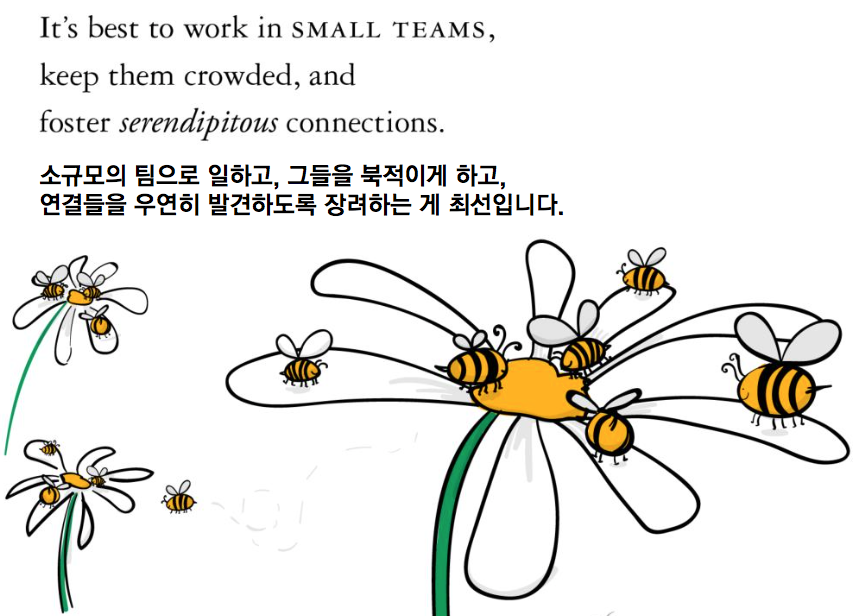 It's best to work in SMALL TEAMS,
keep them crowded, and
foster serendipitous connections.
소규모의 팀으로 일하고, 그들을 북적이게 하고,
연결들을 우연히 발견하도록 장려하는 게 최선입니다.